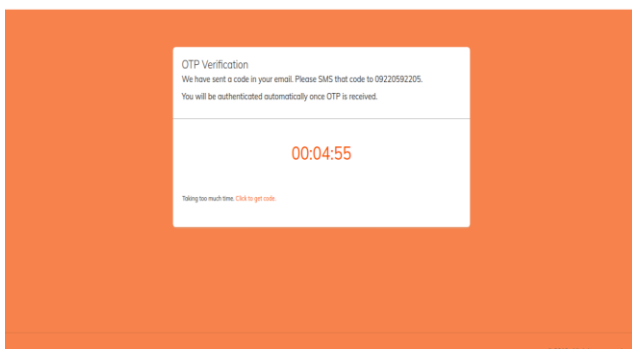 OTP Verification
We have sent a code in your email. Please SMS that code to 09220592205.
You will be authenticated automatically once OTP is received.
00:04:55
Taking too much time. Click to get code.